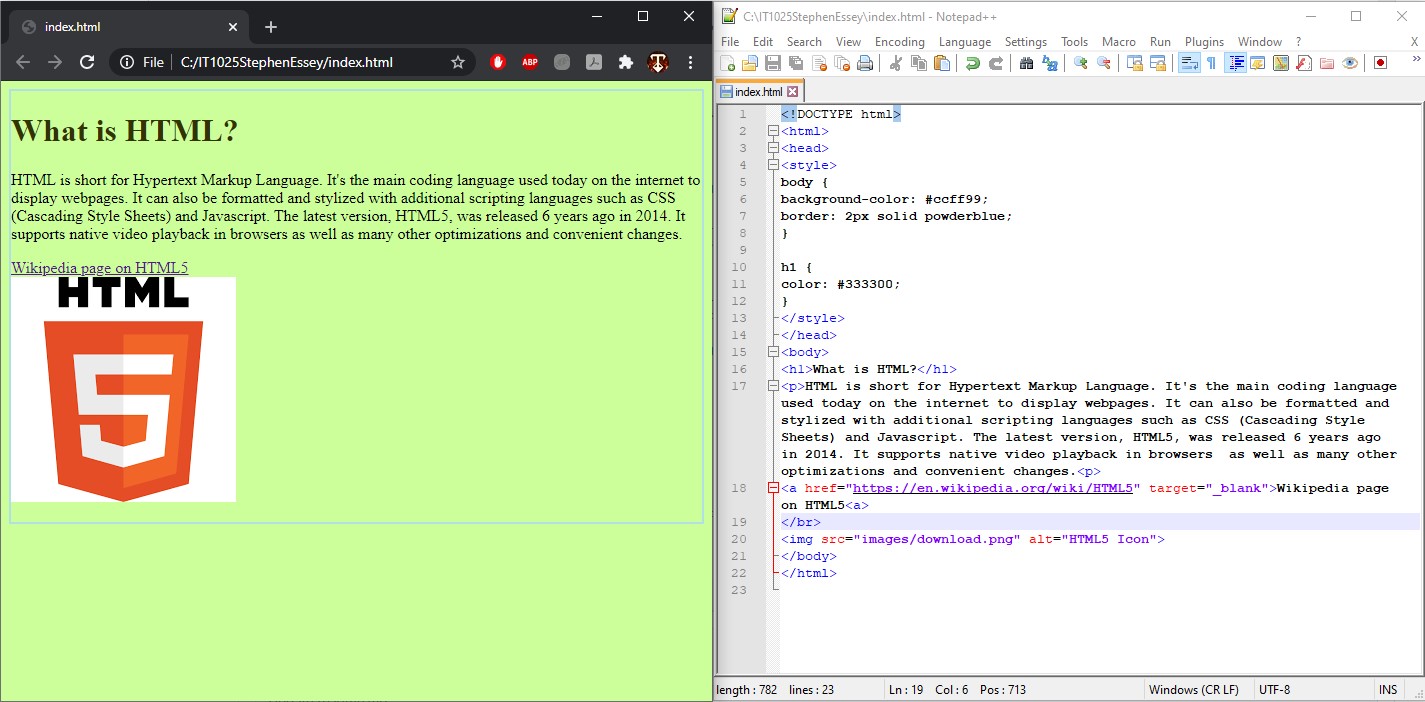 index.html
File C:/IT1025StephenEssey/index.html
ABP
What is HTML?
HTML is short for Hypertext Markup Language. It's the main coding language used today on the internet to
display webpages. It can also be formatted and stylized with additional scripting languages such as CSS
(Cascading Style Sheets) and Javascript. The latest version, HTML5, was released 6 years ago in 2014. It
supports native video playback in browsers as well as many other optimizations and convenient changes.
Wikipedia page on HTML5
HTML
5
C:\IT1025StephenEssey\index.html - Notepad++
File Edit Search View Encoding Language Settings Tools Macro Run Plugins Window ? X
index.html
1 <!DOCTYPE html>
2 <html>
3 <head>
4 <style>
5 body {
6 background-color: #ccff99;
7 border: 2px solid powderblue;
8 }
9
10 h1 {
11 color: #333300;
12 }
13 </style>
14 </head>
15 <body>
16 <h1>What is HTML?</h1>
17 <p>HTML is short for Hypertext Markup Language. It's the main coding language
used today on the internet to display webpages. It can also be formatted and
stylized with additional scripting languages such as CSS (Cascading Style
Sheets) and Javascript. The latest version, HTML5, was released 6 years ago
in 2014. It supports native video playback in browsers  as well as many other
optimizations and convenient changes.<p>
18 <a href="https://en.wikipedia.org/wiki/HTML5" target="_blank">Wikipedia page
on HTML5<a>
19 </br>
20 <img src="images/download.png" alt="HTML5 Icon">
21 </body>
22 </html>
23
length : 782 lines : 23 Ln : 19 Col : 6 Pos : 713 Windows (CR LF) UTF-8 INS